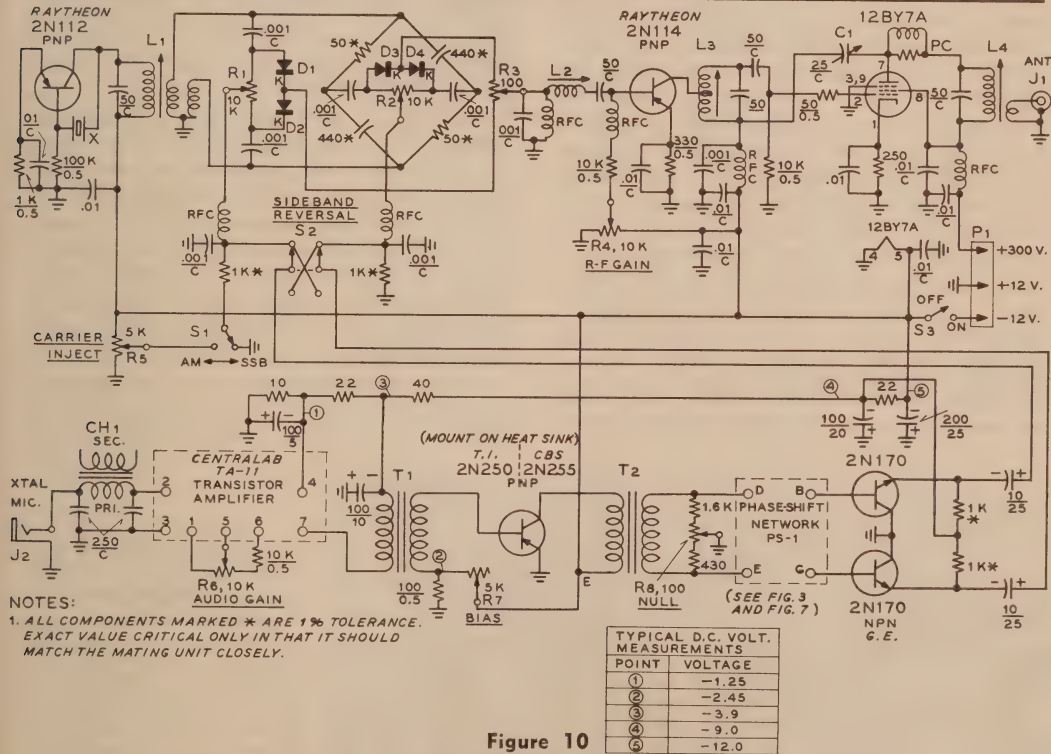 RAYTHEON
2N112
PNP
L1
.001
C
50*
D3 D4
K K
440*
R3
100
R1
10
K
D1
K
D2
K
R2
10K
.001
C
.001
C
440*
50*
.001
C
50
C
.01
C
X
100K
0.5
1K
0.5
.01
RAYTHEON
2N114
PNP
L2
50
C
.001
C
RFC
RFC
10K
0.5
330
0.5
.01
C
L3
50
C
50
.001
C
RFC
.01
C
10K
0.5
R4, 10K
R-F GAIN
.01
C
12BY7A
C1
PC
25
C
50
0.5
3,9
2
7
8
1
.01
250
.01
C
50
C
L4
ANT.
J1
RFC
.01
C
12BY7A
4 5
.01
C
P1
+300V.
+12 V.
-12V.
OFF
S3
ON
RFC
SIDEBAND
REVERSAL
S2
RFC
.001
C
1K*
1K*
.001
C
CARRIER
INJECT
5K
R5
S1
AM
SSB
10
22
③
40
④
22
⑤
①
100
5
100
20
200
25
CH1
SEC.
PRI.
XTAL
MIC.
J2
250
C
CENTRALAB
TA-11
TRANSISTOR
AMPLIFIER
2
3
1
5
6
4
7
10K
0.5
R6, 10K
AUDIO GAIN
100
10
T1
(MOUNT ON HEAT SINK)
T.I. CBS
2N250 2N255
PNP
②
100
0.5
5K
R7
BIAS
E
T2
1.6K
430
R8,100
NULL
D B
PHASE-SHIFT
NETWORK
PS-1
E G
(SEE FIG.3
AND FIG.7)
2N170
2N170
NPN
G.E.
1K
*
1K*
10
25
10
25
NOTES:
1. ALL COMPONENTS MARKED * ARE 1% TOLERANCE.
EXACT VALUE CRITICAL ONLY IN THAT IT SHOULD
MATCH THE MATING UNIT CLOSELY.
TYPICAL D.C. VOLT.
MEASUREMENTS
POINT VOLTAGE
① -1.25
② -2.45
③ -3.9
④ -9.0
⑤ -12.0
Figure 10